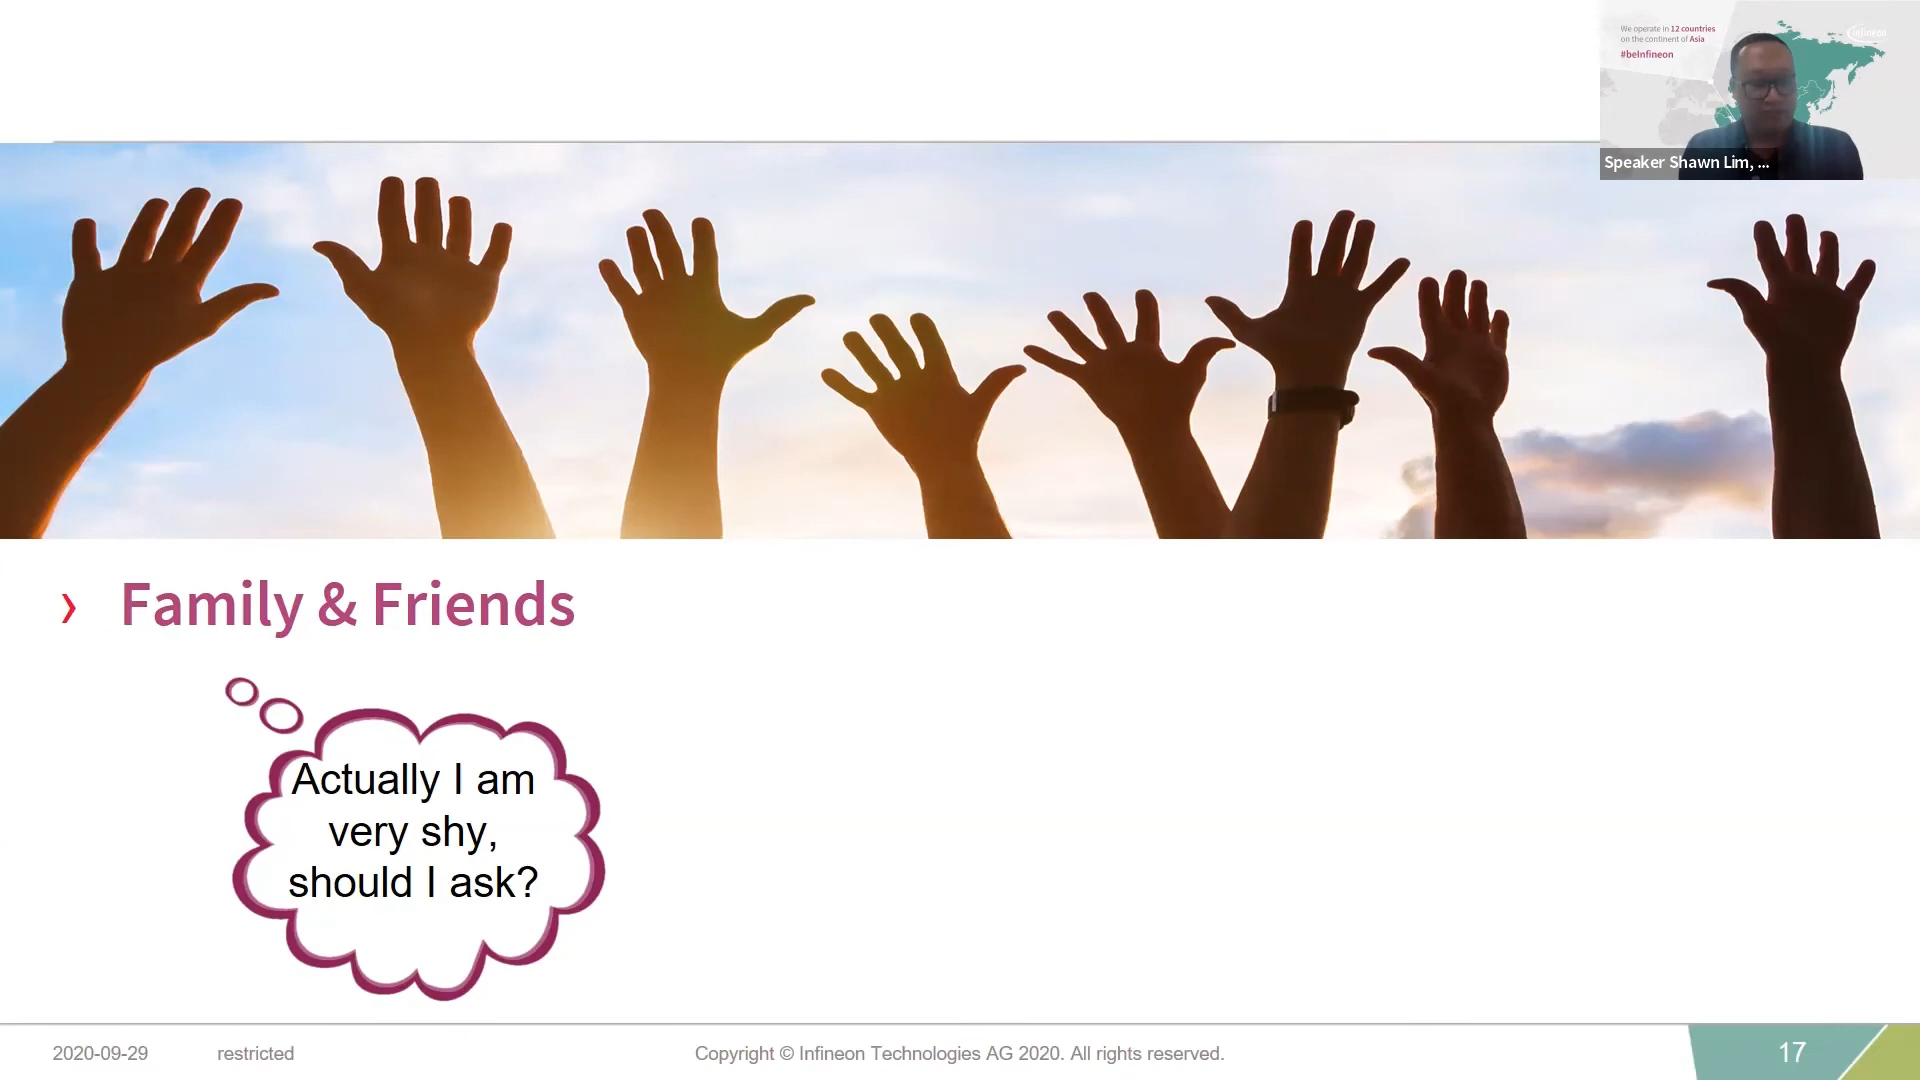 We operate in 12 countries
on the continent of Asia
#beInfineon
infineon
Speaker Shawn Lim, ...
› Family & Friends
Actually I am
very shy,
should I ask?
2020-09-29 restricted Copyright © Infineon Technologies AG 2020. All rights reserved. 17